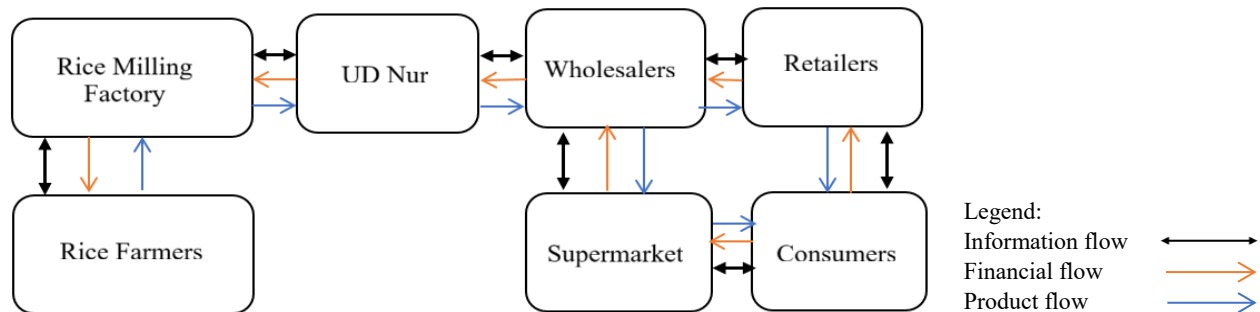 Rice Milling
Factory
UD Nur
Wholesalers
Retailers
Rice Farmers
Supermarket
Consumers
Legend:
Information flow
Financial flow
Product flow